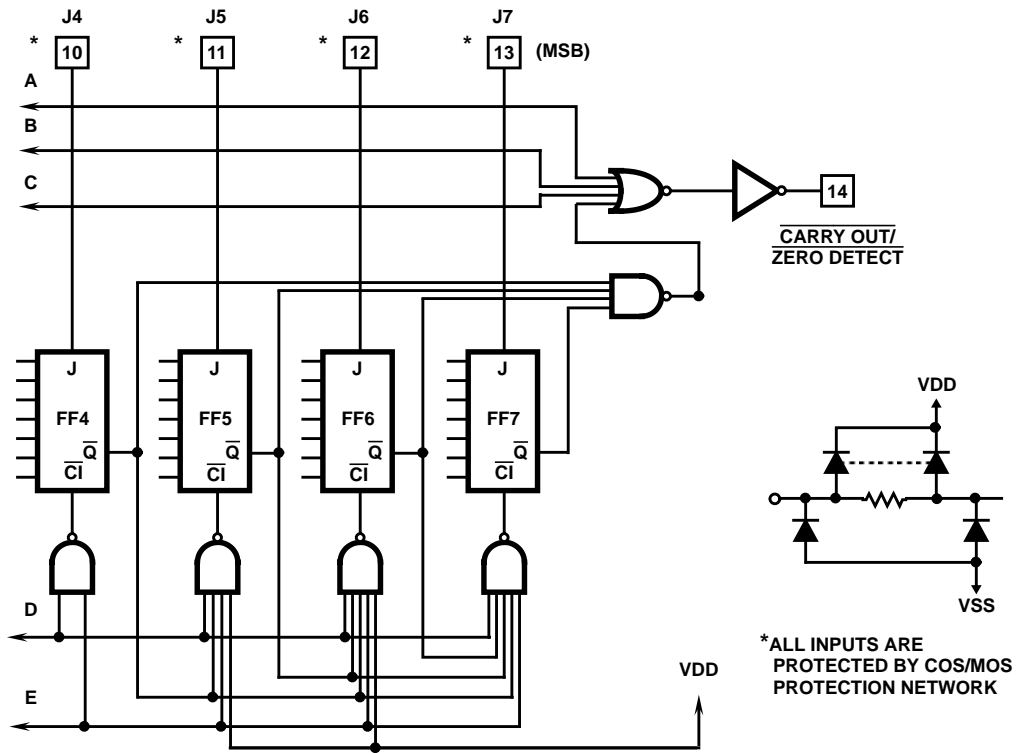 J4
J5
J6
J7
* 10
* 11
* 12
* 13 (MSB)
A
B
C
14
CARRY OUT/
ZERO DETECT
J
J
J
J
FF4
FF5
FF6
FF7
Q
Q
Q
Q
CI
CI
CI
CI
VDD
VSS
D
E
VDD
*ALL INPUTS ARE
PROTECTED BY COS/MOS
PROTECTION NETWORK